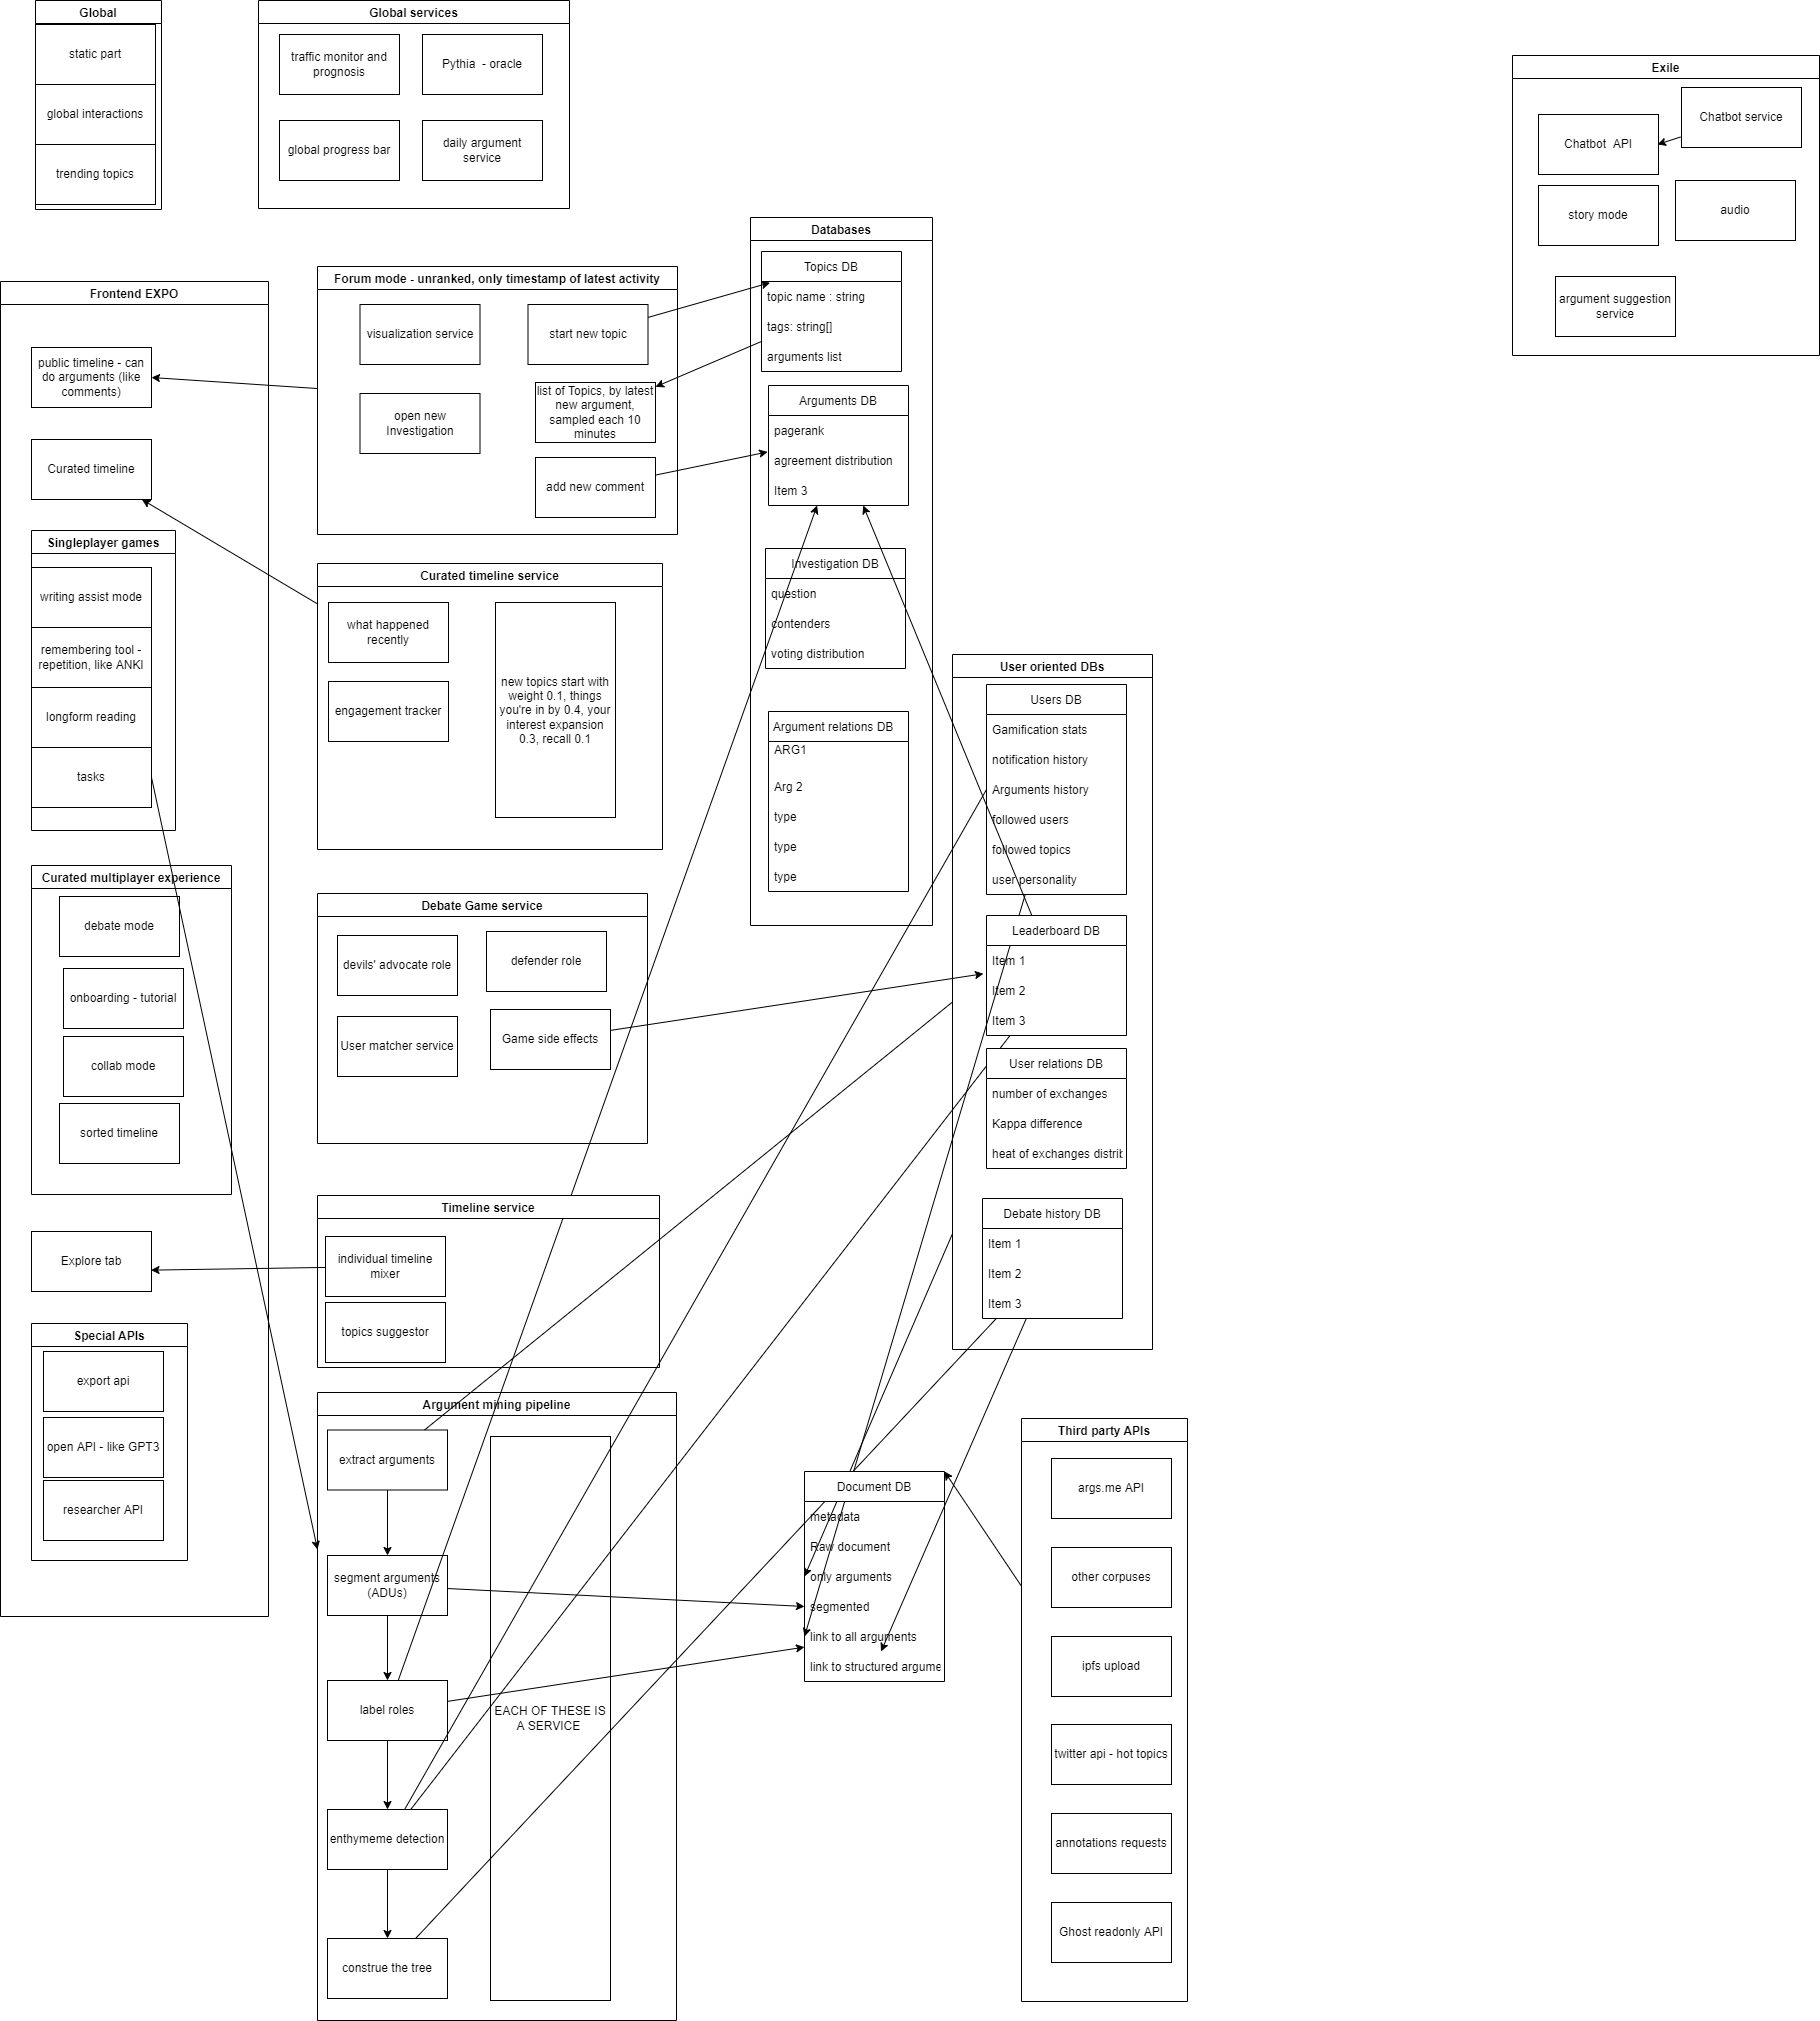 Global
static part
global interactions
trending topics
Global services
traffic monitor and
prognosis
Pythia - oracle
global progress bar
daily argument
service
Exile
Chatbot service
Chatbot API
story mode
audio
argument suggestion
service
Frontend EXPO
public timeline - can
do arguments (like
comments)
Curated timeline
Singleplayer games
writing assist mode
remembering tool -
repetition, like ANKI
longform reading
tasks
Curated multiplayer experience
debate mode
onboarding - tutorial
collab mode
sorted timeline
Explore tab
Special APIs
export api
open API - like GPT3
researcher API
Forum mode - unranked, only timestamp of latest activity
visualization service
start new topic
open new
Investigation
list of Topics, by latest
new argument,
sampled each 10
minutes
add new comment
Curated timeline service
what happened
recently
engagement tracker
new topics start with
weight 0.1, things
you're in by 0.4, your
interest expansion
0.3, recall 0.1
Debate Game service
devils' advocate role
defender role
User matcher service
Game side effects
Timeline service
individual timeline
mixer
topics suggestor
Argument mining pipeline
extract arguments
segment arguments
(ADUs)
label roles
enthymeme detection
construe the tree
EACH OF THESE IS
A SERVICE
Databases
Topics DB
topic name : string
tags: string[]
arguments list
Arguments DB
pagerank
agreement distribution
Item 3
Investigation DB
question
contenders
voting distribution
Argument relations DB
ARG1
Arg 2
type
type
type
User oriented DBs
Users DB
Gamification stats
notification history
Arguments history
followed users
followed topics
user personality
Leaderboard DB
Item 1
Item 2
Item 3
User relations DB
number of exchanges
Kappa difference
heat of exchanges distrib
Debate history DB
Item 1
Item 2
Item 3
Document DB
metadata
Raw document
only arguments
segmented
link to all arguments
link to structured argume
Third party APIs
args.me API
other corpuses
ipfs upload
twitter api - hot topics
annotations requests
Ghost readonly API